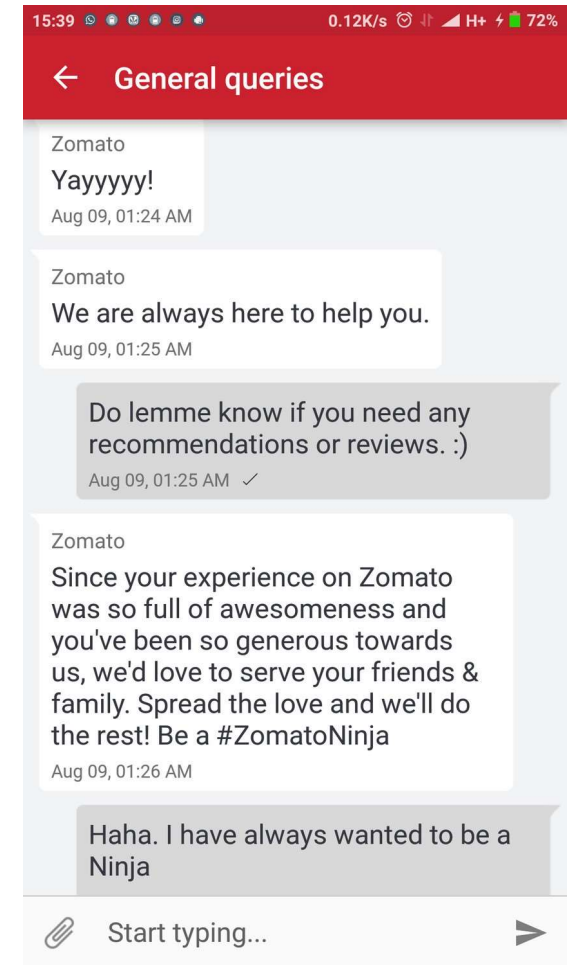 15:39 0.12K/s H+ 72%
General queries
Zomato
Yayyyyy!
Aug 09, 01:24 AM
Zomato
We are always here to help you.
Aug 09, 01:25 AM
Do lemme know if you need any
recommendations or reviews. :)
Aug 09, 01:25 AM
Zomato
Since your experience on Zomato
was so full of awesomeness and
you've been so generous towards
us, we'd love to serve your friends &
family. Spread the love and we'll do
the rest! Be a #ZomatoNinja
Aug 09, 01:26 AM
Haha. I have always wanted to be a
Ninja
Start typing...